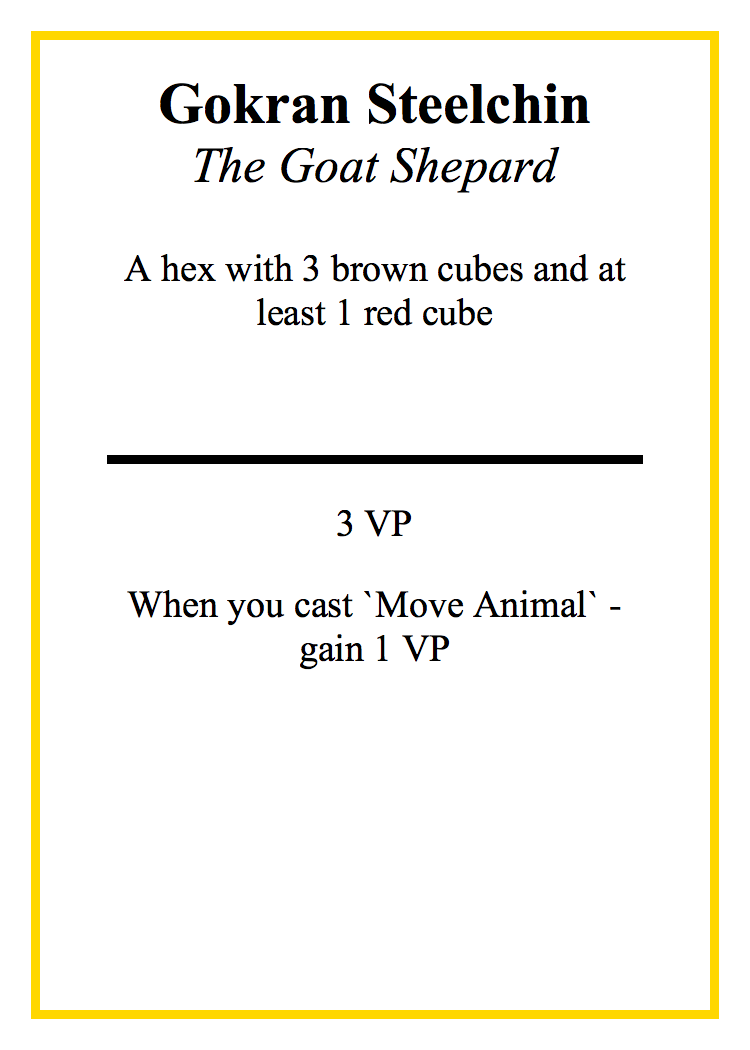 Gokran Steelchin
The Goat Shepard
A hex with 3 brown cubes and at
least 1 red cube
3 VP
When you cast `Move Animal` -
gain 1 VP